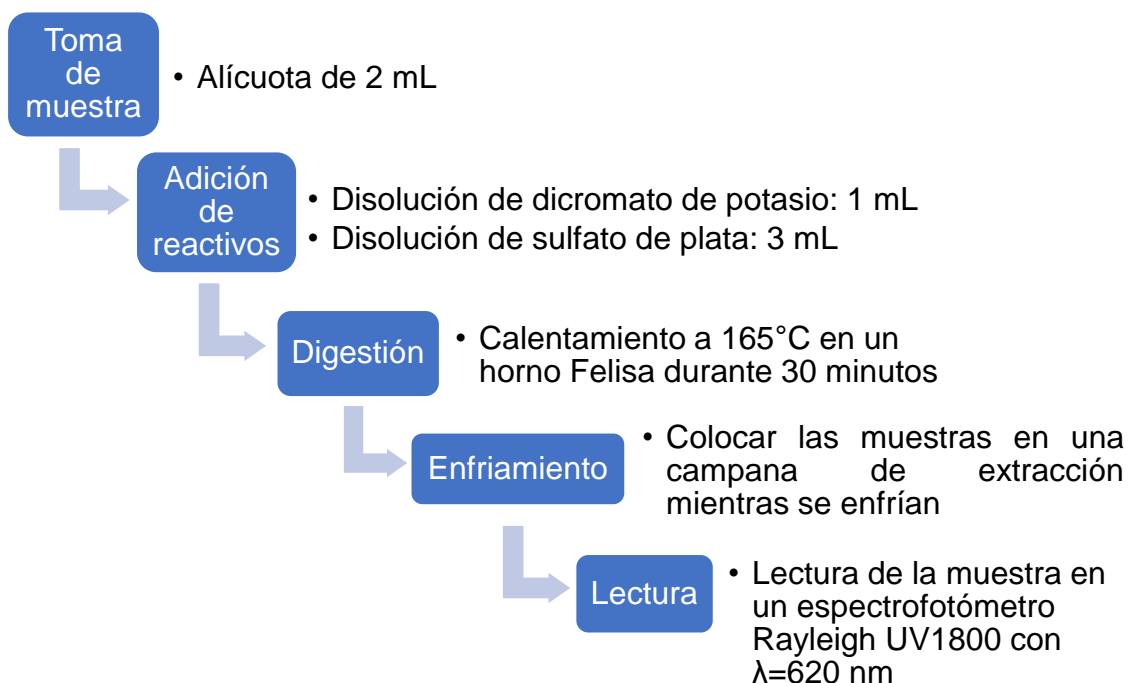 Toma
de
muestra
• Alícuota de 2 mL
Adición
de
reactivos
• Disolución de dicromato de potasio: 1 mL
• Disolución de sulfato de plata: 3 mL
Digestión
• Calentamiento a 165°C en un
horno Felisa durante 30 minutos
Enfriamiento
• Colocar las muestras en una
campana de extracción
mientras se enfrían
Lectura
• Lectura de la muestra en
un espectrofotómetro
Rayleigh UV1800 con
λ=620 nm